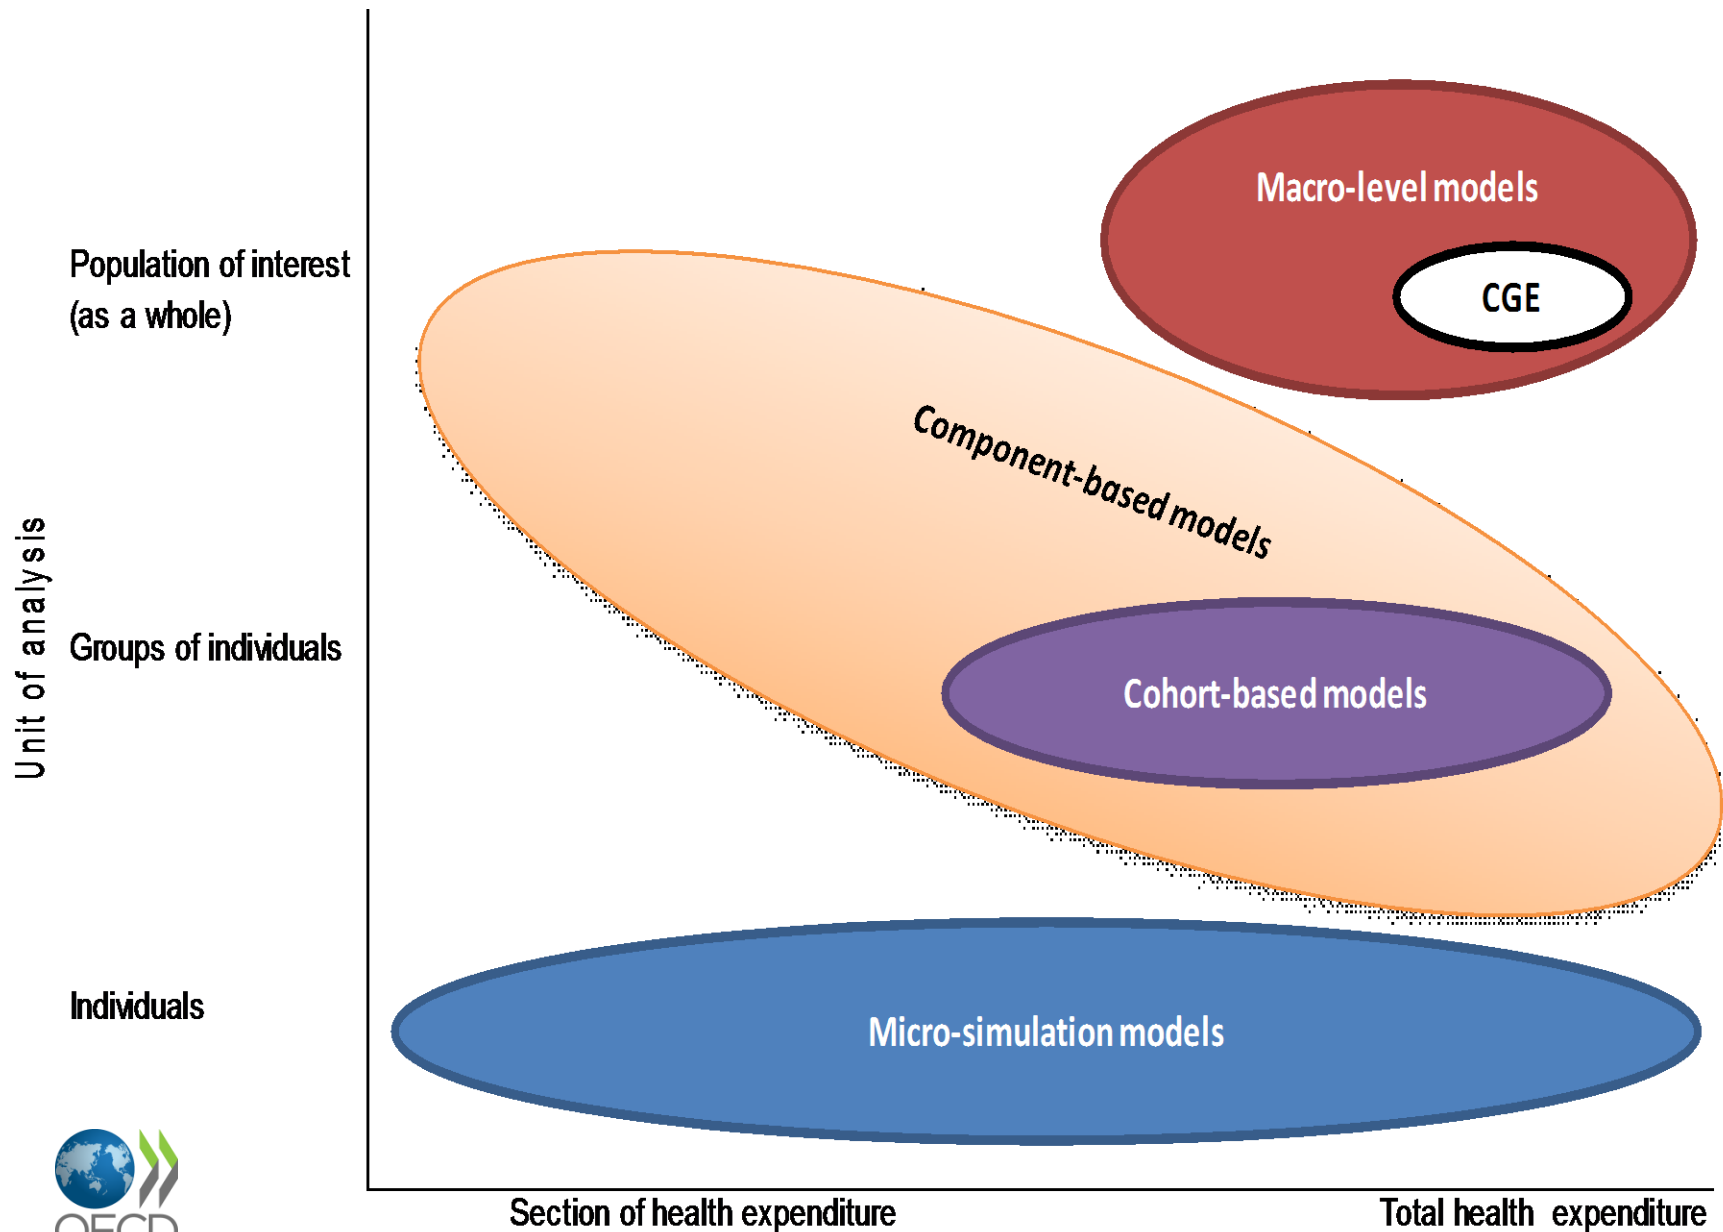 Macro-level models
Population of interest
(as a whole)
CGE
Component-based models
Unit of analysis
Groups of individuals
Cohort-based models
Individuals
Micro-simulation models
OECD
Section of health expenditure
Total health expenditure